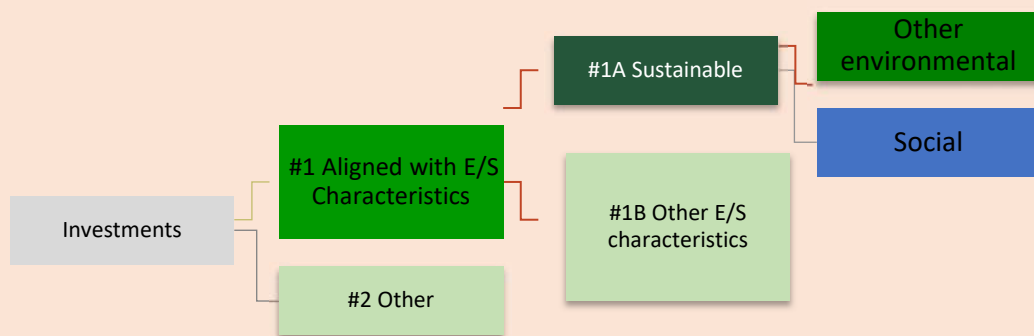 Investments
#1 Aligned with E/S
Characteristics
#2 Other
#1A Sustainable
#1B Other E/S
characteristics
Other
environmental
Social